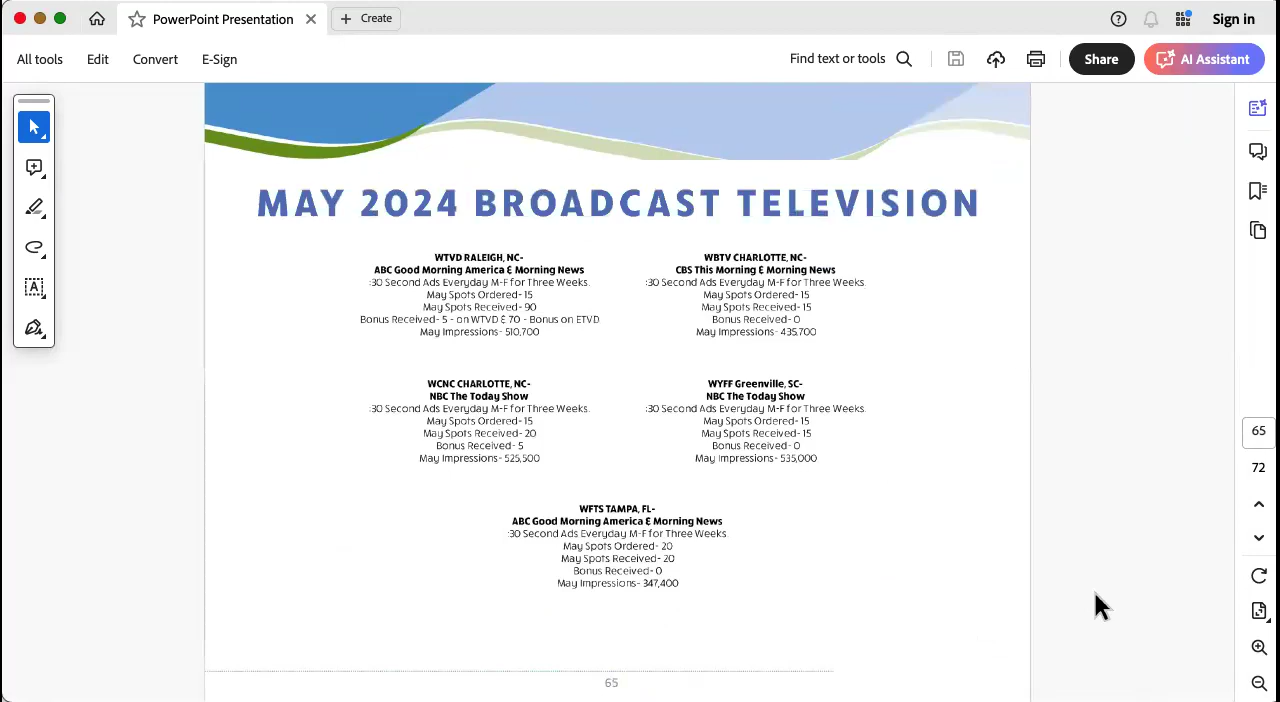 PowerPoint Presentation
Create
Sign in
All tools
Edit
Convert
E-Sign
Find text or tools
Share
AI Assistant
MAY 2024 BROADCAST TELEVISION
WTVD RALEIGH, NC-
ABC Good Morning America & Morning News
:30 Second Ads Everyday M-F for Three Weeks.
May Spots Ordered- 15
May Spots Received- 90
Bonus Received- 5 - on WTVD & 70 - Bonus on ETVD
May Impressions- 510,700
WBTV CHARLOTTE, NC-
CBS This Morning & Morning News
:30 Second Ads Everyday M-F for Three Weeks.
May Spots Ordered- 15
May Spots Received- 15
Bonus Received- 0
May Impressions- 435,700
WCNC CHARLOTTE, NC-
NBC The Today Show
:30 Second Ads Everyday M-F for Three Weeks.
May Spots Ordered- 15
May Spots Received- 20
Bonus Received- 5
May Impressions- 525,500
WYFF Greenville, SC-
NBC The Today Show
:30 Second Ads Everyday M-F for Three Weeks.
May Spots Ordered- 15
May Spots Received- 15
Bonus Received- 0
May Impressions- 535,000
WFTS TAMPA, FL-
ABC Good Morning America & Morning News
:30 Second Ads Everyday M-F for Three Weeks.
May Spots Ordered- 20
May Spots Received- 20
Bonus Received- 0
May Impressions- 347,400
65
65
72